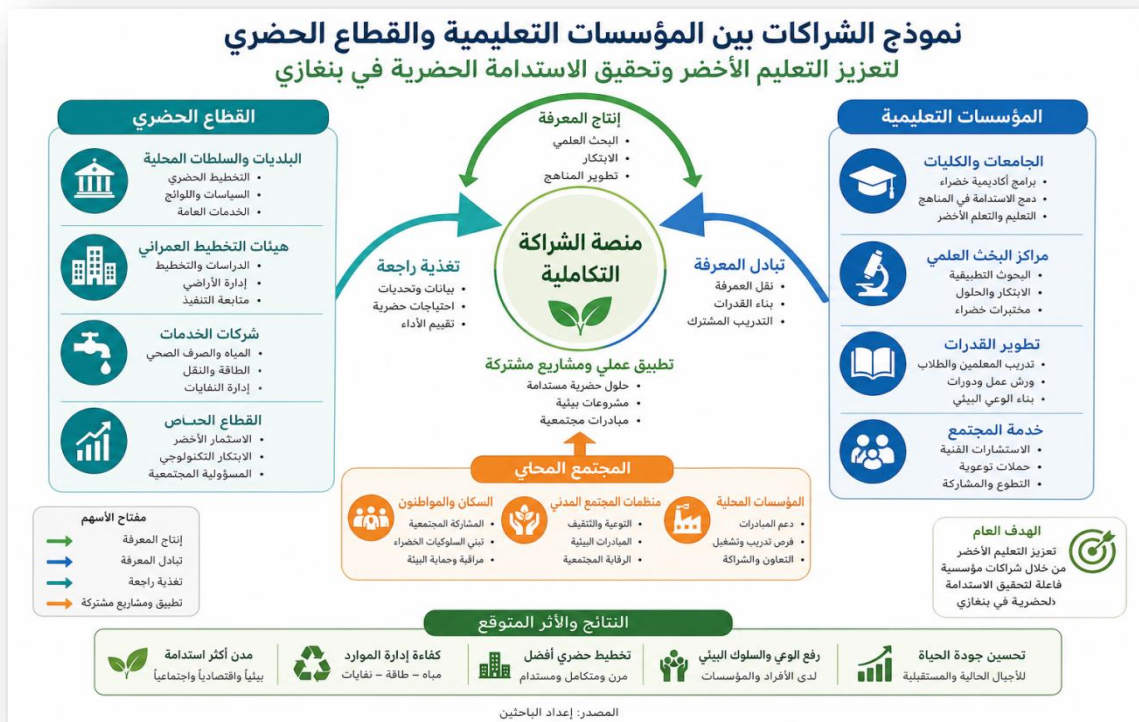 نموذج الشراكات بين المؤسسات التعليمية والقطاع الحضري
لتعزيز التعليم الأخضر وتحقيق الاستدامة الحضرية في بنغازي
المؤسسات التعليمية
الجامعات والكليات
• برامج أكاديمية خضراء
• دمج الاستدامة في المناهج
• التعليم والتعلم الأخضر
مراكز البخث العلمي
• البحوث التطبيقية
• الابتكار والحلول
• مختبرات خضراء
تطوير القدرات
• تدريب المعلمين والطلاب
• ورش عمل ودورات
• بناء الوعي البيئي
خدمة المجتمع
• الاستشارات الفنية
• حملات توعوية
• التطوع والمشاركة
إنتاج المعرفة
• البحث العلمي
• الابتكار
• تطوير المناهج
منصة الشراكة
التكاملية
تبادل المعرفة
• نقل العمرفة
• بناء القدرات
• التدريب المشترك
تغذية راجعة
• بيانات وتحديات
• احتياجات حضرية
• تقييم الأداء
تطبيق عملي ومشاريع مشتركة
• حلول حضرية مستدامة
• مشروعات بيئية
• مبادرات مجتمعية
القطاع الحضري
البلديات والسلطات المحلية
• التخطيط الحضري
• السياسات واللوائح
• الخدمات العامة
هيئات التخطيط العمراني
• الدراسات والتخطيط
• إدارة الأراضي
• متابعة التنفيذ
شركات الخدمات
• المياه والصرف الصحي
• الطاقة والنقل
• إدارة النفايات
القطاع
• الاستثمار الأخضر
• الابتكار التكنولوجي
• المسؤولية المجتمعية
المجتمع
المؤسسات المحلية
• دعم المبادرات
• فرص تدريب وتشغيل
• التعاون والشراكة
منظمات المجتمع المدني
• التوعية والتثقيف
• المبادرات البيئية
• الرقابة المجتمعية
السكان والمواطنون
• المشاركة المجتمعية
• تبني السلوكيات الخضراء
• مراقبة وحماية البيئة
مفتاح الأسهم
إنتاج المعرفة
تبادل المعرفة
تغذية راجعة
تطبيق ومشاريع مشتركة
الهدف العام
تعزيز التعليم الأخضر
من خلال شراكات مؤسسية
فاعلة لتحقيق الاستدامة
في بنغازي
النتائج والأثر المتوقع
تحسين جودة الحياة
للأجيال الحالية والمستقبلية
رفع الوعي والسلوك البيئي
لدى الأفراد والمؤسسات
تخطيط حضري أفضل
مرن ومتكامل ومستدام
كفاءة إدارة الموارد
مياه – طاقة – نفايات
مدن أكثر استدامة
بيئياً واقتصادياً واجتماعياً
المصدر: إعداد الباحثين